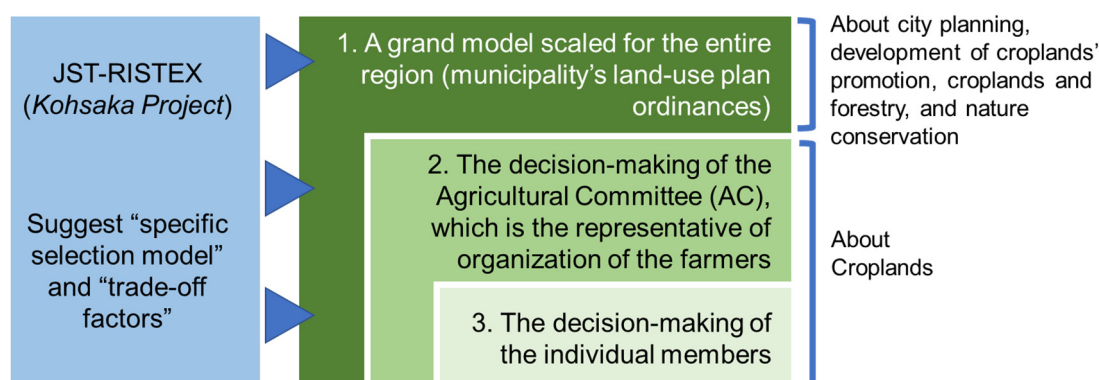 JST-RISTEX
(Kohsaka Project)
Suggest “specific
selection model”
and “trade-off
factors”
1. A grand model scaled for the entire
region (municipality’s land-use plan
ordinances)
2. The decision-making of the
Agricultural Committee (AC),
which is the representative of
organization of the farmers
3. The decision-making of
the individual members
About city planning,
development of croplands’
promotion, croplands and
forestry, and nature
conservation
About
Croplands